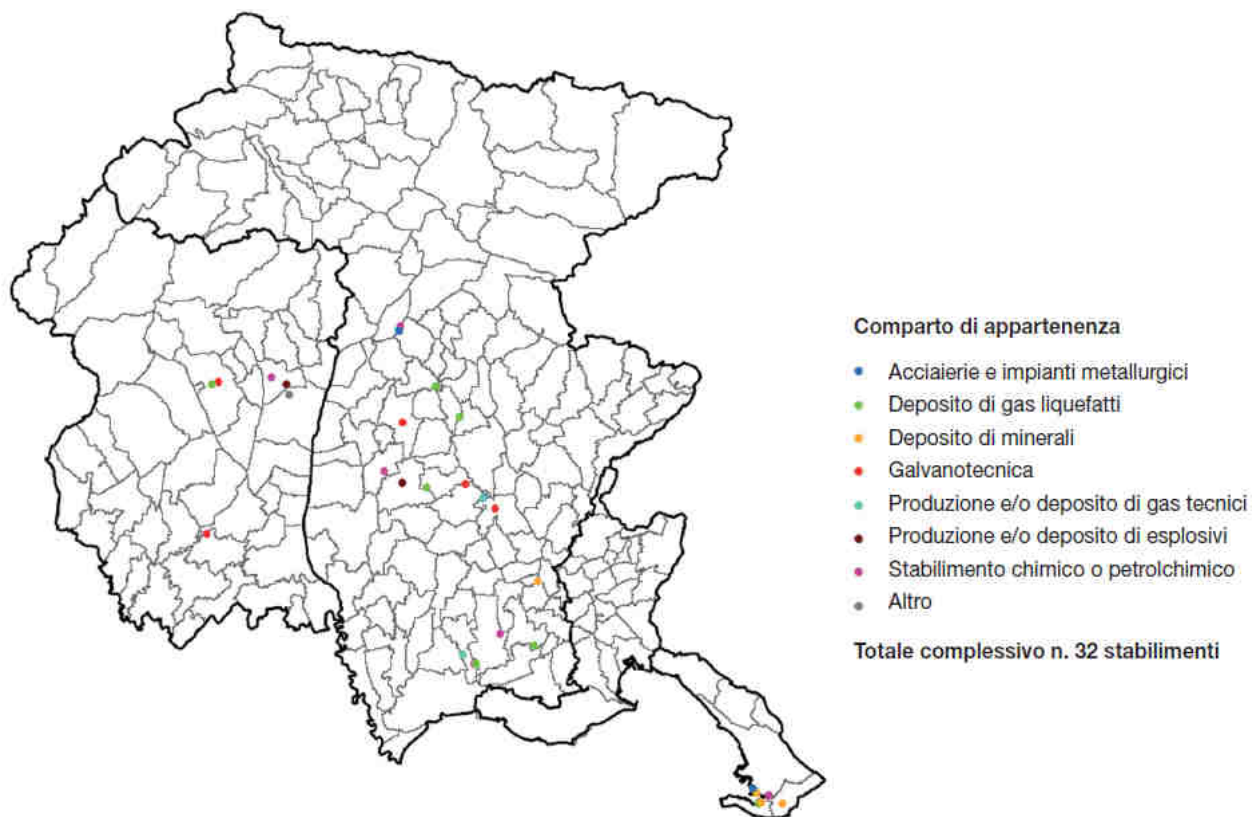 Comparto di appartenenza
Acciaierie e impianti metallurgici
Deposito di gas liquefatti
Deposito di minerali
Galvanotecnica
Produzione e/o deposito di gas tecnici
Produzione e/o deposito di esplosivi
Stabilimento chimico o petrolchimico
Altro
Totale complessivo n. 32 stabilimenti